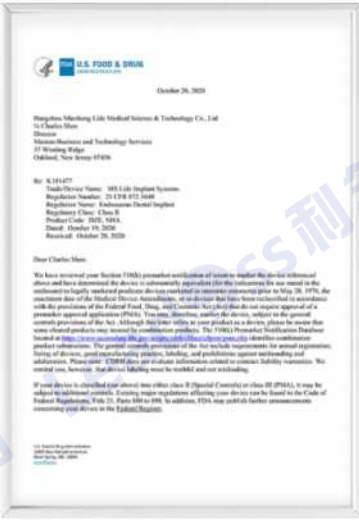 U.S. FOOD & DRUG
ADMINISTRATION
October 26, 2020
Hangzhou Minsheng Lide Medical Science & Technology Co., Ltd
℅ Charles Shen
Director
Manton Business and Technology Services
37 Winding Ridge
Oakland, New Jersey 07436
Re: K191477
Trade/Device Name: MS Lide Implant Systems
Regulation Number: 21 CFR 872.3640
Regulation Name: Endosseous Dental Implant
Regulatory Class: Class II
Product Code: DZE, NHA
Dated: October 19, 2020
Received: October 20, 2020
Dear Charles Shen:
We have reviewed your Section 510(k) premarket notification of intent to market the device referenced
above and have determined the device is substantially equivalent (for the indications for use stated in the
enclosure) to legally marketed predicate devices marketed in interstate commerce prior to May 28, 1976, the
enactment date of the Medical Device Amendments, or to devices that have been reclassified in accordance
with the provisions of the Federal Food, Drug, and Cosmetic Act (Act) that do not require approval of a
premarket approval application (PMA). You may, therefore, market the device, subject to the general
controls provisions of the Act. Although this letter refers to your product as a device, please be aware that
some cleared products may instead be combination products. The 510(k) Premarket Notification Database
located at identifies combination
product submissions. The general controls provisions of the Act include requirements for annual registration,
listing of devices, good manufacturing practice, labeling, and prohibitions against misbranding and
adulteration. Please note: CDRH does not evaluate information related to contract liability warranties. We
remind you, however, that device labeling must be truthful and not misleading.
If your device is classified (see above) into either class II (Special Controls) or class III (PMA), it may be
subject to additional controls. Existing major regulations affecting your device can be found in the Code of
Federal Regulations, Title 21, Parts 800 to 898. In addition, FDA may publish further announcements
concerning your device in the Federal Register.